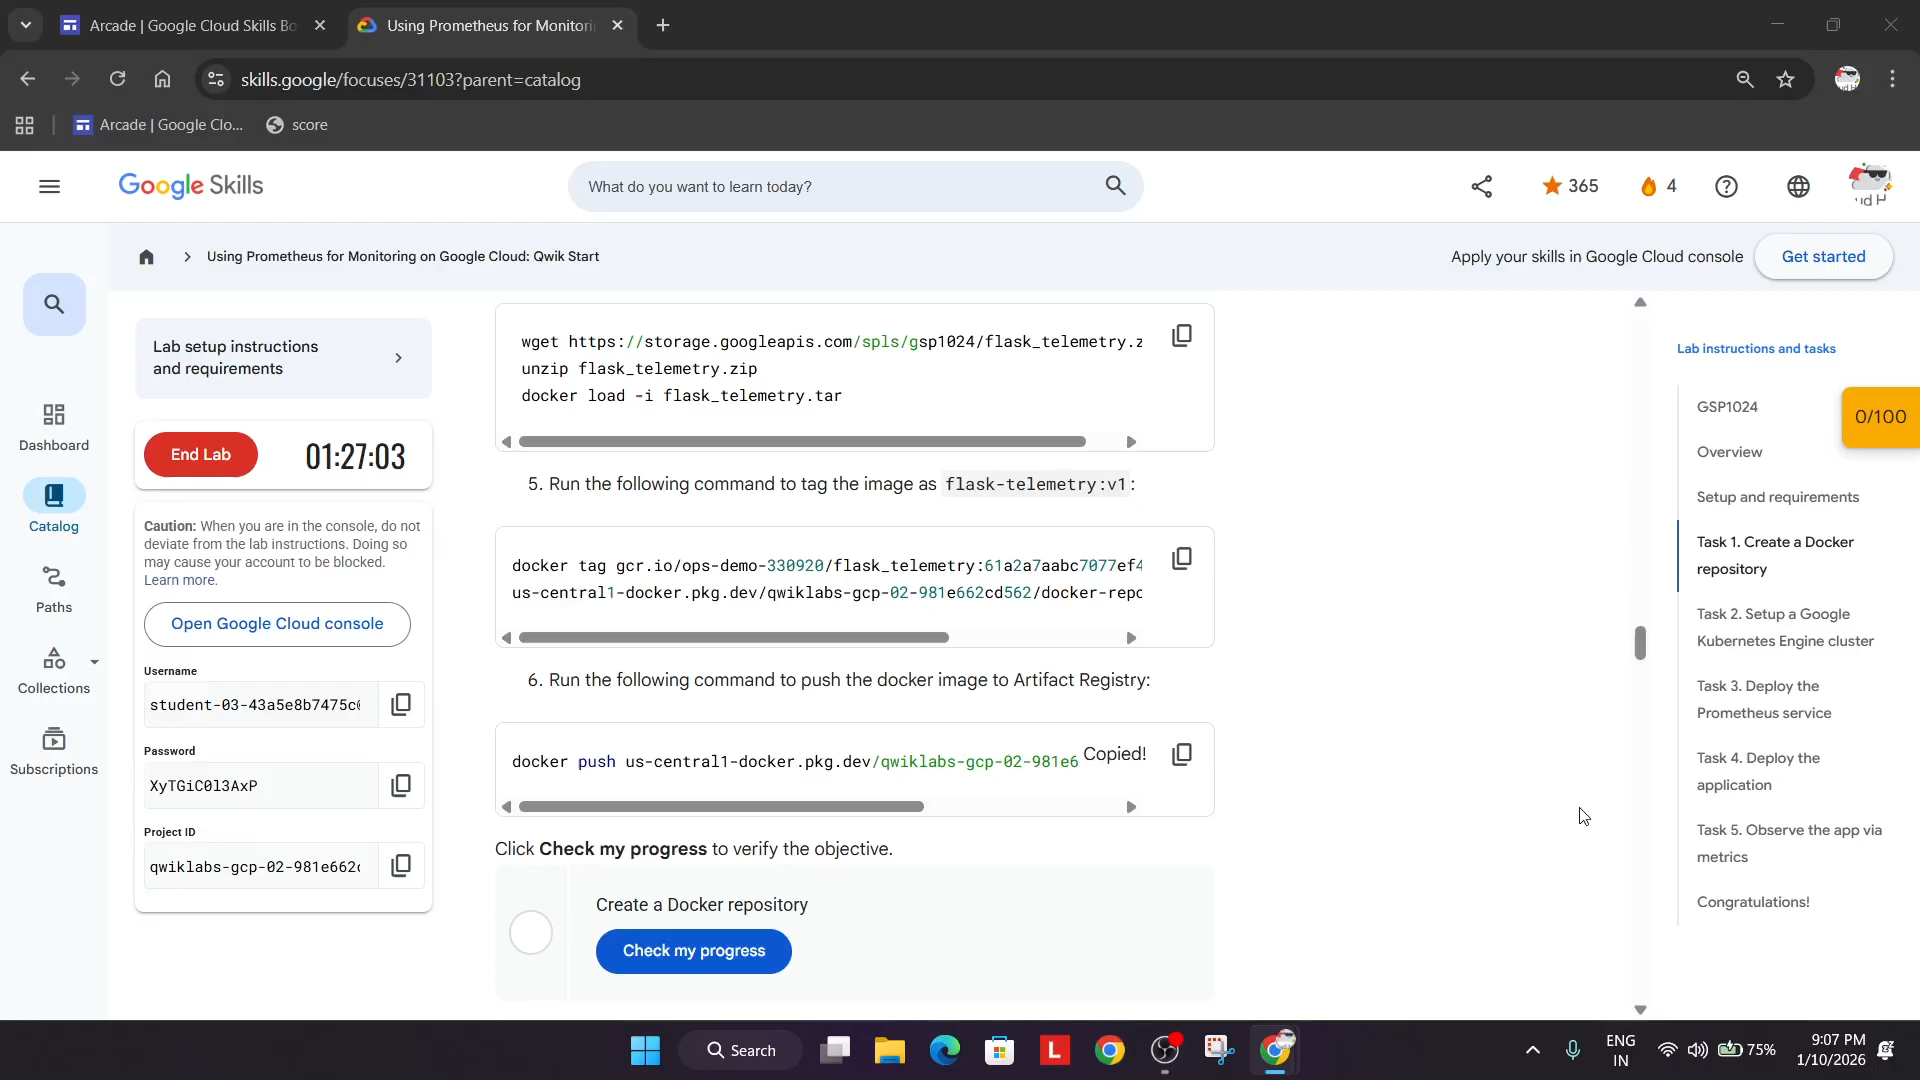 Arcade | Google Cloud Skills Bo
Using Prometheus for Monitori
skills.google/focuses/31103?parent=catalog
Arcade | Google Clo...
score
Google Skills
What do you want to learn today?
365
4
Using Prometheus for Monitoring on Google Cloud: Qwik Start
Apply your skills in Google Cloud console
Get started
Dashboard
Catalog
Paths
Collections
Subscriptions
Lab setup instructions
and requirements
End Lab
01:27:03
Caution: When you are in the console, do not
deviate from the lab instructions. Doing so
may cause your account to be blocked.
Learn more.
Open Google Cloud console
Username
student-03-43a5e8b7475c
Password
XyTGiC0l3AxP
Project ID
qwiklabs-gcp-02-981e662
wget https://storage.googleapis.com/spls/gsp1024/flask_telemetry.z
unzip flask_telemetry.zip
docker load -i flask_telemetry.tar
5. Run the following command to tag the image as flask-telemetry:v1:
docker tag gcr.io/ops-demo-330920/flask_telemetry:61a2a7aabc7077ef4
us-central1-docker.pkg.dev/qwiklabs-gcp-02-981e662cd562/docker-repo
6. Run the following command to push the docker image to Artifact Registry:
docker push us-central1-docker.pkg.dev/qwiklabs-gcp-02-981e6
Copied!
Click Check my progress to verify the objective.
Create a Docker repository
Check my progress
Lab instructions and tasks
GSP1024
0/100
Overview
Setup and requirements
Task 1. Create a Docker
repository
Task 2. Setup a Google
Kubernetes Engine cluster
Task 3. Deploy the
Prometheus service
Task 4. Deploy the
application
Task 5. Observe the app via
metrics
Congratulations!
Search
L
ENG
IN
75%
9:07 PM
1/10/2026